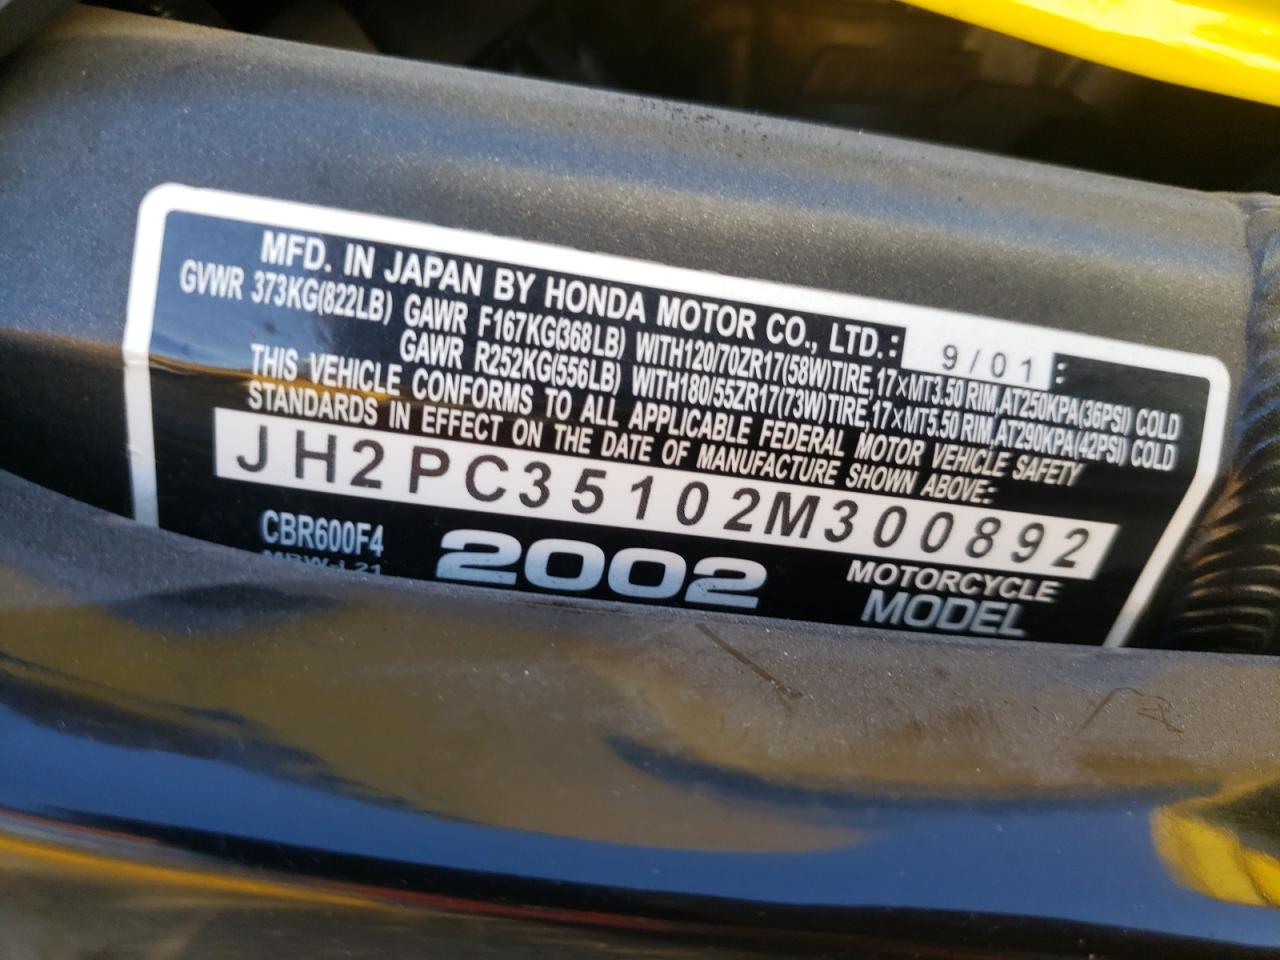 MFD. IN JAPAN BY HONDA MOTOR CO., LTD.: 9/01 :
GVWR 373KG(822LB) GAWR F167KG(368LB) WITH120/70ZR17(58W)TIRE,17×MT3.50 RIM,AT250KPA(36PSI) COLD
GAWR R252KG(556LB) WITH180/55ZR17(73W)TIRE,17×MT5.50 RIM,AT290KPA(42PSI) COLD
THIS VEHICLE CONFORMS TO ALL APPLICABLE FEDERAL MOTOR VEHICLE SAFETY
STANDARDS IN EFFECT ON THE DATE OF MANUFACTURE SHOWN ABOVE:
JH2PC35102M300892
CBR600F4 2002 MOTORCYCLE
MODEL